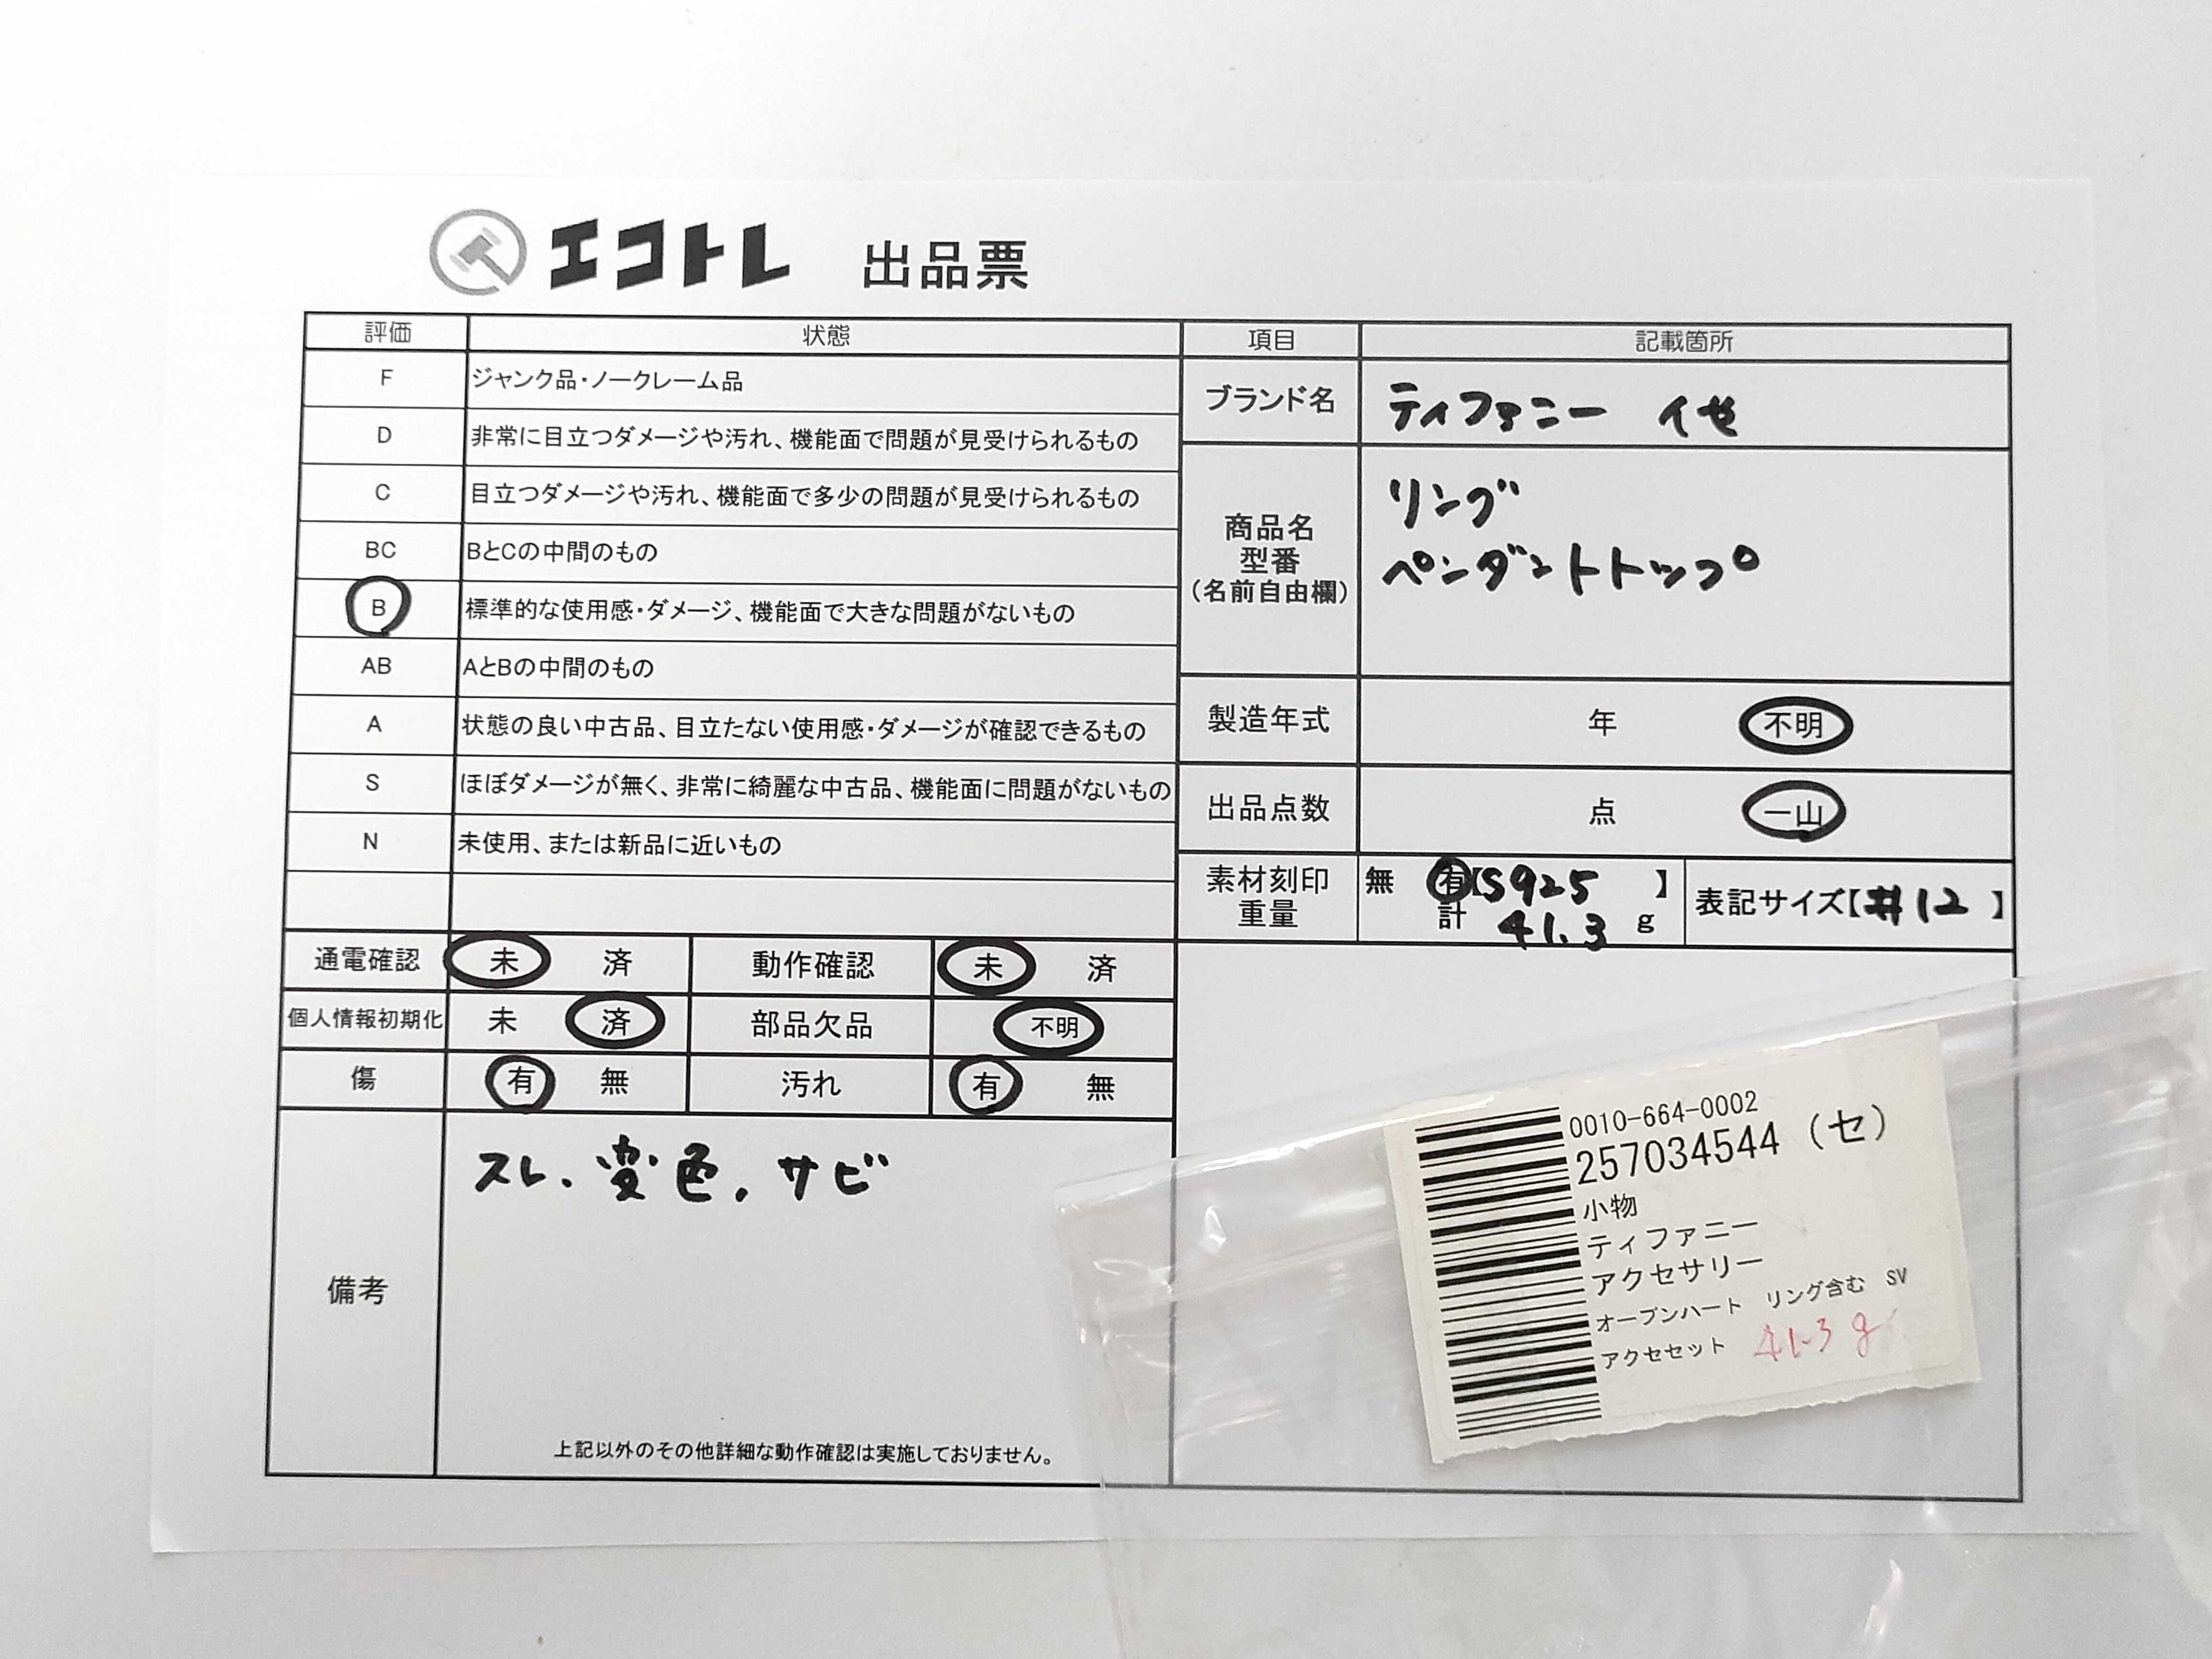 エコトレ 出品票
評価 状態
F ジャンク品・ノークレーム品
D 非常に目立つダメージや汚れ、機能面で問題が見受けられるもの
C 目立つダメージや汚れ、機能面で多少の問題が見受けられるもの
BC BとCの中間のもの
B 標準的な使用感・ダメージ、機能面で大きな問題がないもの
AB AとBの中間のもの
A 状態の良い中古品、目立たない使用感・ダメージが確認できるもの
S ほぼダメージが無く、非常に綺麗な中古品、機能面に問題がないもの
N 未使用、または新品に近いもの
通電確認 未 済 動作確認 未 済
個人情報初期化 未 済 部品欠品 不明
傷 有 無 汚れ 有 無
備考
スレ、変色、サビ
上記以外のその他詳細な動作確認は実施しておりません。
項目 記載箇所
ブランド名 ティファニー イ也
商品名
型番
(名前自由欄)
リング
ペンダントトップ
製造年式 年 不明
出品点数 点 一山
素材刻印 無 有【S925 】
重量 計 41.3 g
表記サイズ【#12 】
0010-664-0002
257034544 (セ)
小物
ティファニー
アクセサリー
オープンハート リング含む SV
アクセセット 41.3g